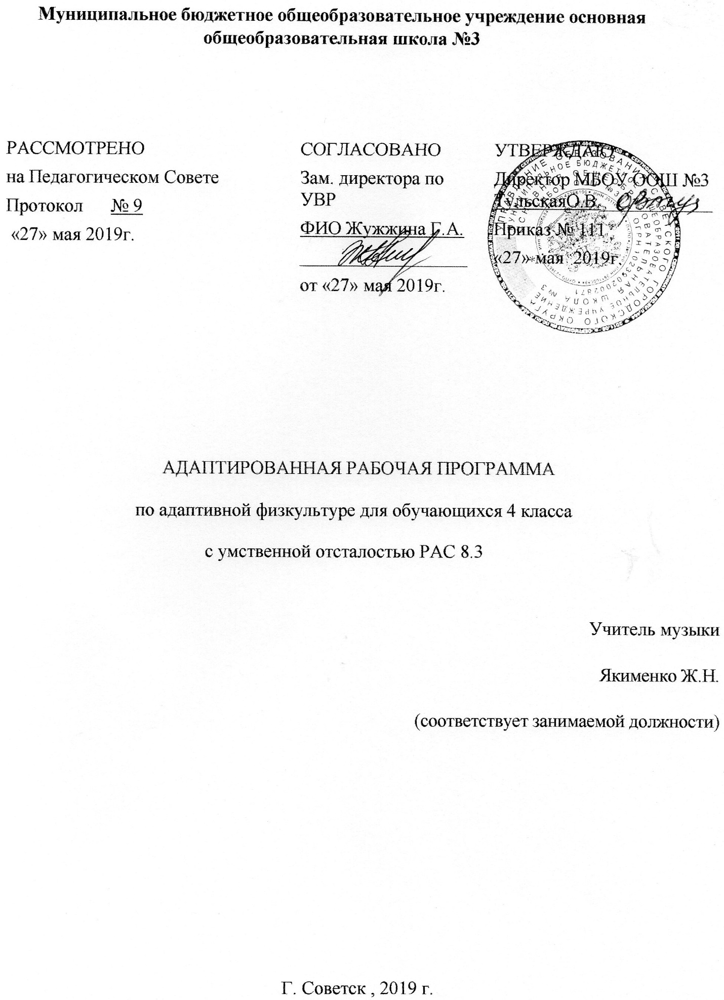 Муниципальное бюджетное общеобразовательное учреждение основная
общеобразовательная школа №3
РАССМОТРЕНО
на Педагогическом Совете
Протокол № 9
«27» мая 2019г.
СОГЛАСОВАНО
Зам. директора по
УВР
ФИО Жужжина Г.А.
от «27» мая 2019г.
УТВЕРЖДАЮ
Директор МБОУ ООШ №3
ТульскаяО.В.
Приказ № 111
«27» мая 2019г
АДАПТИРОВАННАЯ РАБОЧАЯ ПРОГРАММА
по адаптивной физкультуре для обучающихся 4 класса
с умственной отсталостью РАС 8.3
Учитель музыки
Якименко Ж.Н.
(соответствует занимаемой должности)
Г. Советск , 2019 г.